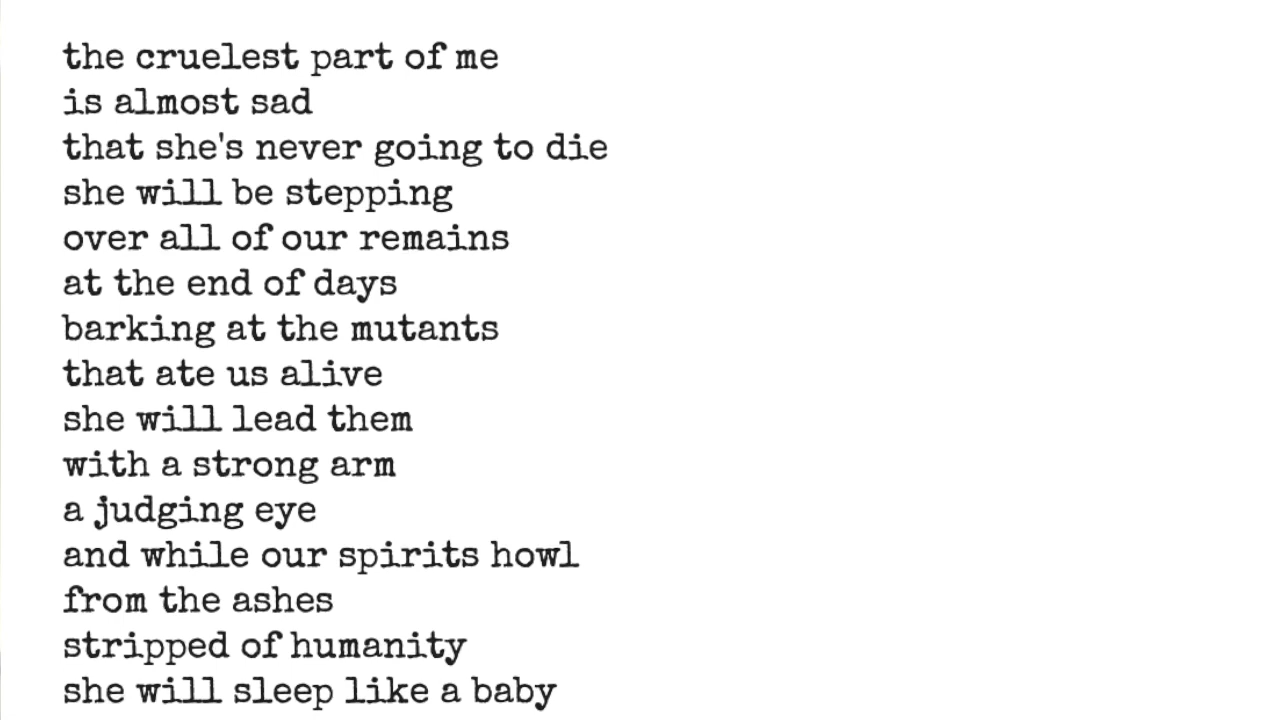 the cruelest part of me
is almost sad
that she's never going to die
she will be stepping
over all of our remains
at the end of days
barking at the mutants
that ate us alive
she will lead them
with a strong arm
a judging eye
and while our spirits howl
from the ashes
stripped of humanity
she will sleep like a baby